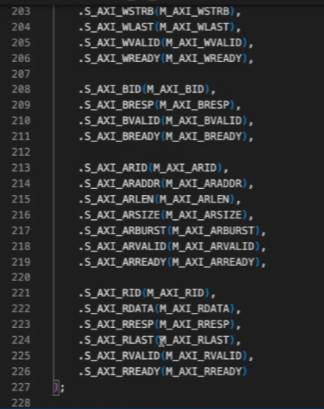 203 .S_AXI_WSTRB(M_AXI_WSTRB),
204 .S_AXI_WLAST(M_AXI_WLAST),
205 .S_AXI_WVALID(M_AXI_WVALID),
206 .S_AXI_WREADY(M_AXI_WREADY),
207
208 .S_AXI_BID(M_AXI_BID),
209 .S_AXI_BRESP(M_AXI_BRESP),
210 .S_AXI_BVALID(M_AXI_BVALID),
211 .S_AXI_BREADY(M_AXI_BREADY),
212
213 .S_AXI_ARID(M_AXI_ARID),
214 .S_AXI_ARADDR(M_AXI_ARADDR),
215 .S_AXI_ARLEN(M_AXI_ARLEN),
216 .S_AXI_ARSIZE(M_AXI_ARSIZE),
217 .S_AXI_ARBURST(M_AXI_ARBURST),
218 .S_AXI_ARVALID(M_AXI_ARVALID),
219 .S_AXI_ARREADY(M_AXI_ARREADY),
220
221 .S_AXI_RID(M_AXI_RID),
222 .S_AXI_RDATA(M_AXI_RDATA),
223 .S_AXI_RRESP(M_AXI_RRESP),
224 .S_AXI_RLAST(M_AXI_RLAST),
225 .S_AXI_RVALID(M_AXI_RVALID),
226 .S_AXI_RREADY(M_AXI_RREADY)
227 );
228